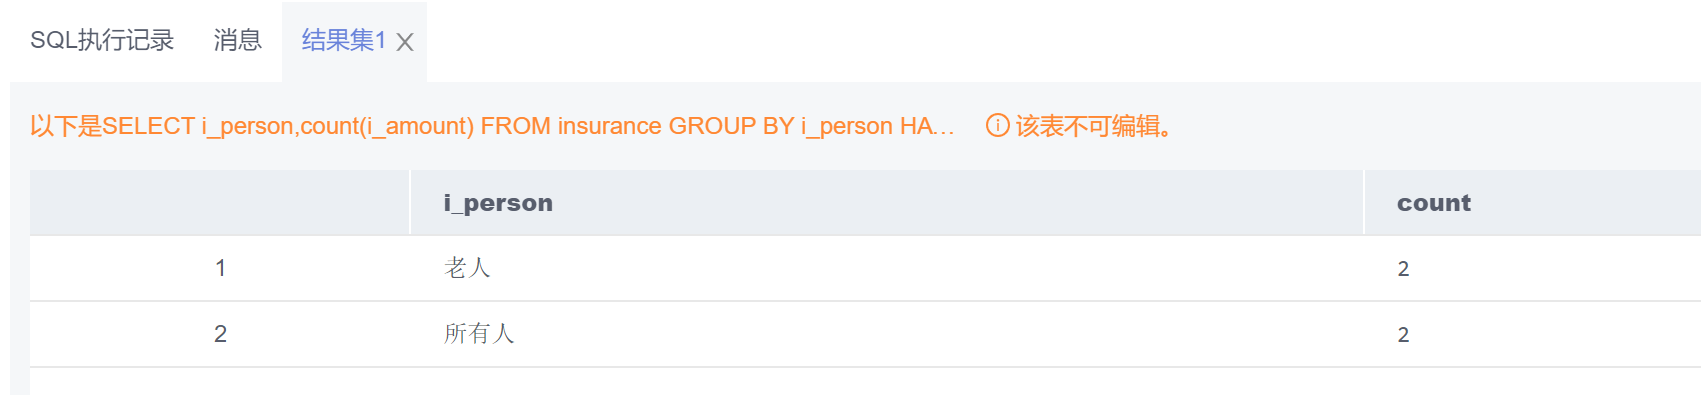 SQL执行记录 消息 结果集1 X
以下是SELECT i_person,count(i_amount) FROM insurance GROUP BY i_person HA... 该表不可编辑。
i_person count
1 老人 2
2 所有人 2